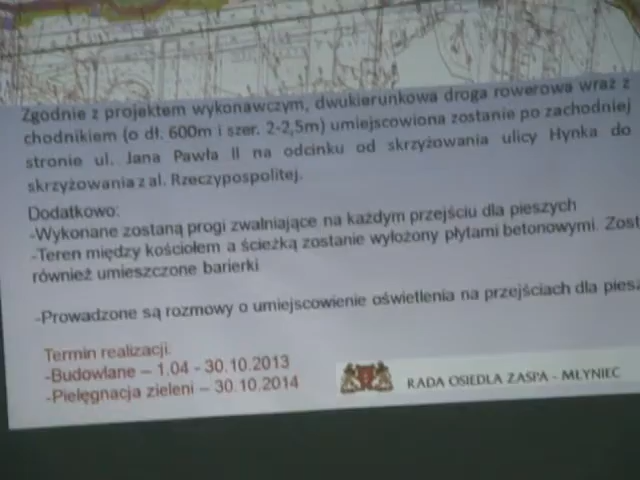 Zgodnie z projektem wykonawczym, dwukierunkowa droga rowerowa wraz z
chodnikiem (o dł. 600m i szer. 2-2,5m) umiejscowiona zostanie po zachodniej
stronie ul. Jana Pawła II na odcinku od skrzyżowania ulicy Hynka do
skrzyżowania z al. Rzeczypospolitej.
Dodatkowo:
-Wykonane zostaną progi zwalniające na każdym przejściu dla pieszych
-Teren między kościołem a ścieżką zostanie wyłożony płytami betonowymi. Zost
również umieszczone barierki
-Prowadzone są rozmowy o umiejscowienie oświetlenia na przejściach dla piesz
Termin realizacji:
-Budowlane – 1.04 - 30.10.2013
-Pielęgnacja zieleni – 30.10.2014
RADA OSIEDLA ZASPA - MŁYNIEC